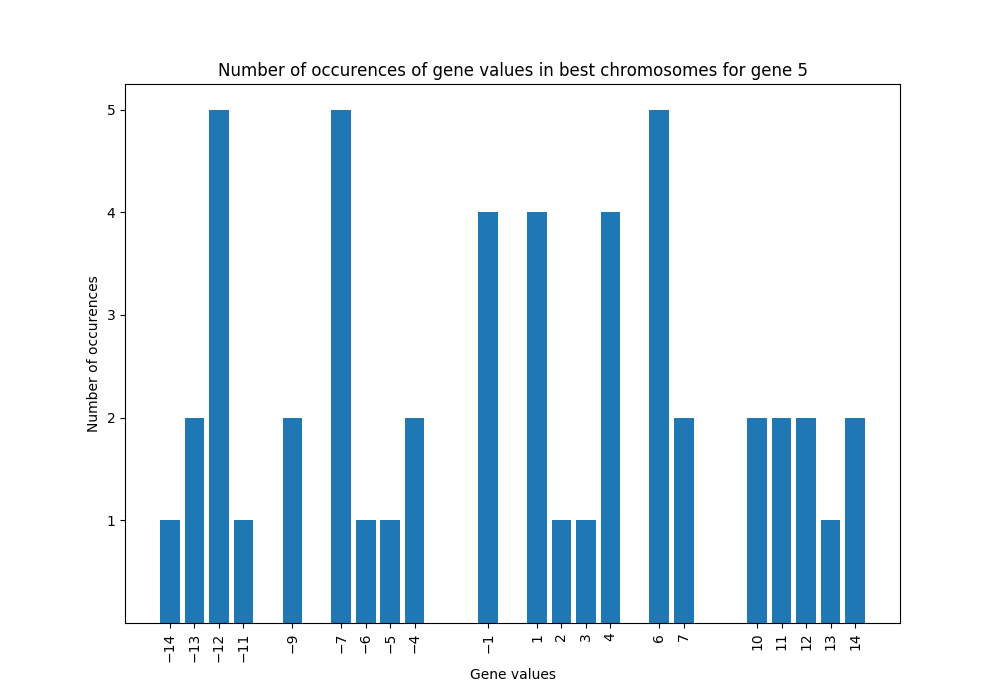 Number of occurences of gene values in best chromosomes for gene 5
Number of occurences
5
4
3
2
1
−14 −13 −12 −11 −9 −7 −6 −5 −4 −1 1 2 3 4 6 7 10 11 12 13 14
Gene values